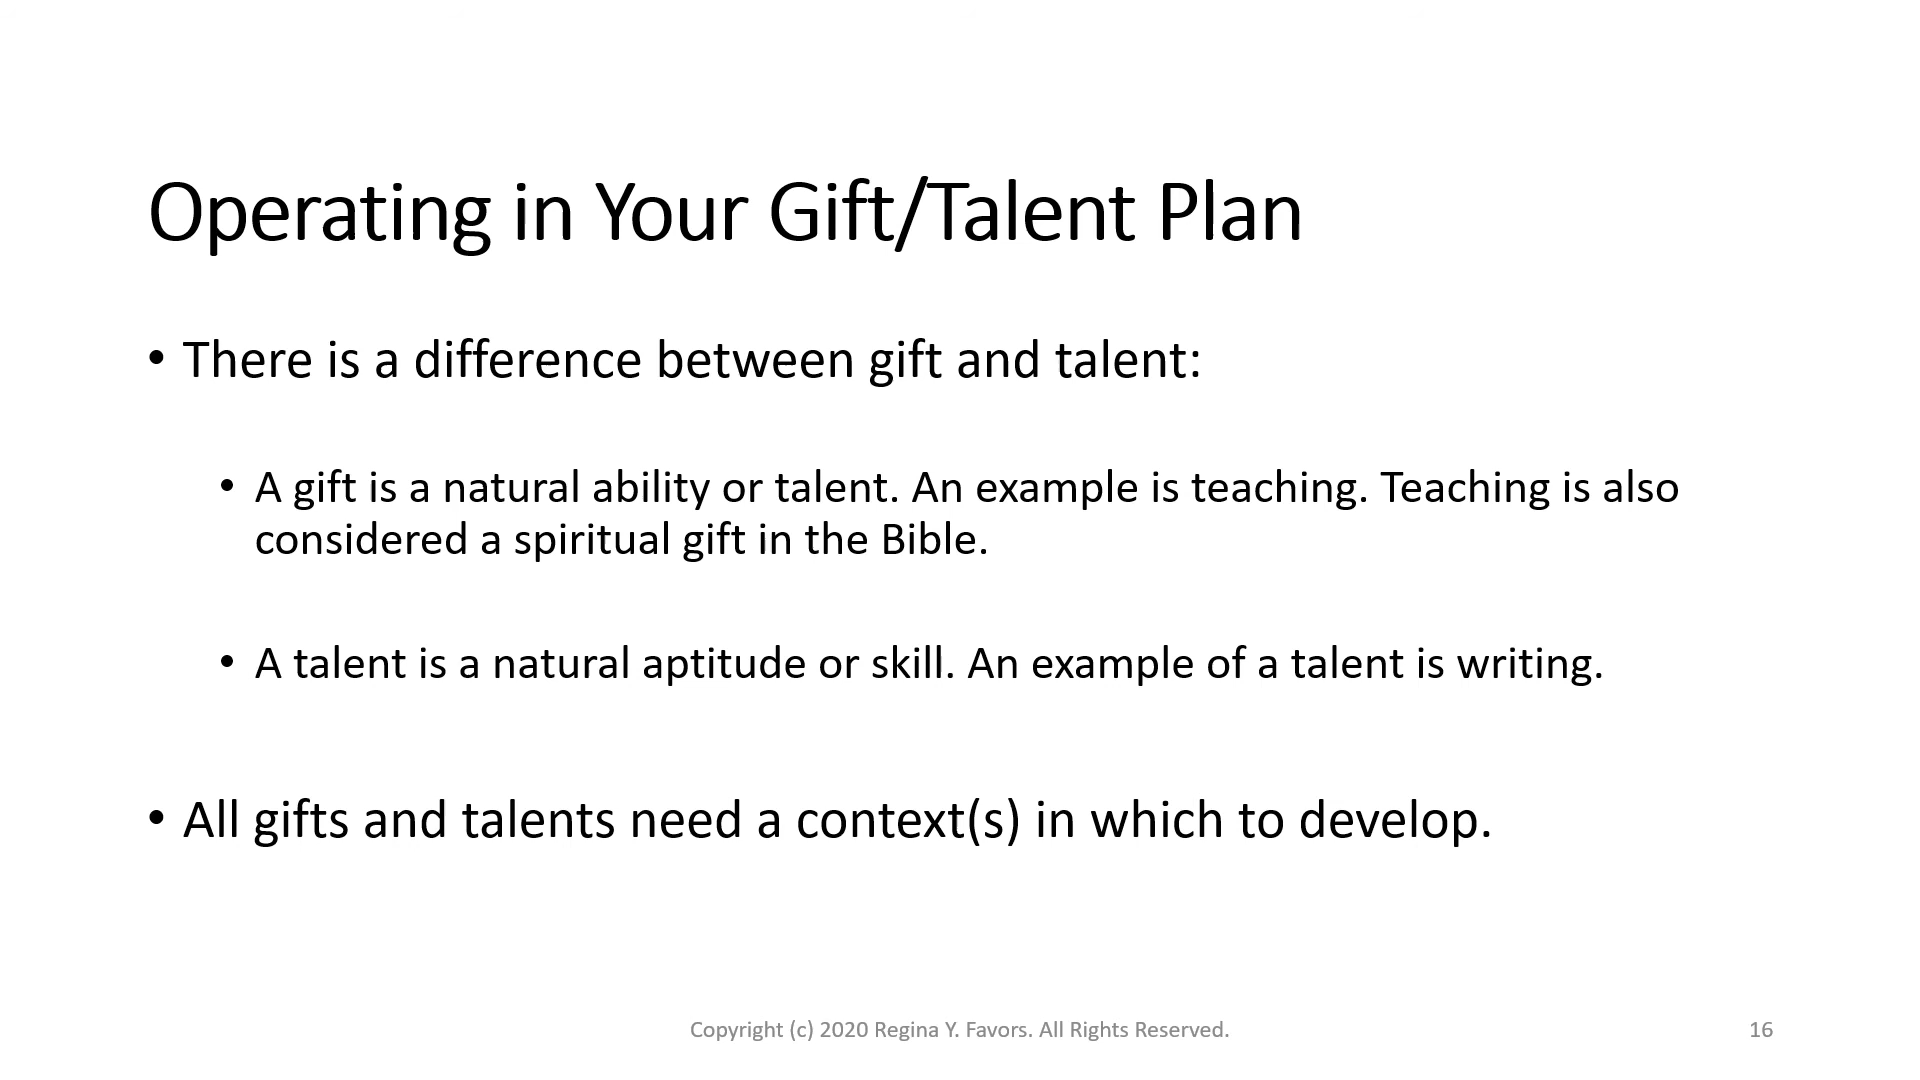 Operating in Your Gift/Talent Plan
• There is a difference between gift and talent:
• A gift is a natural ability or talent. An example is teaching. Teaching is also
considered a spiritual gift in the Bible.
• A talent is a natural aptitude or skill. An example of a talent is writing.
• All gifts and talents need a context(s) in which to develop.
Copyright (c) 2020 Regina Y. Favors. All Rights Reserved.
16